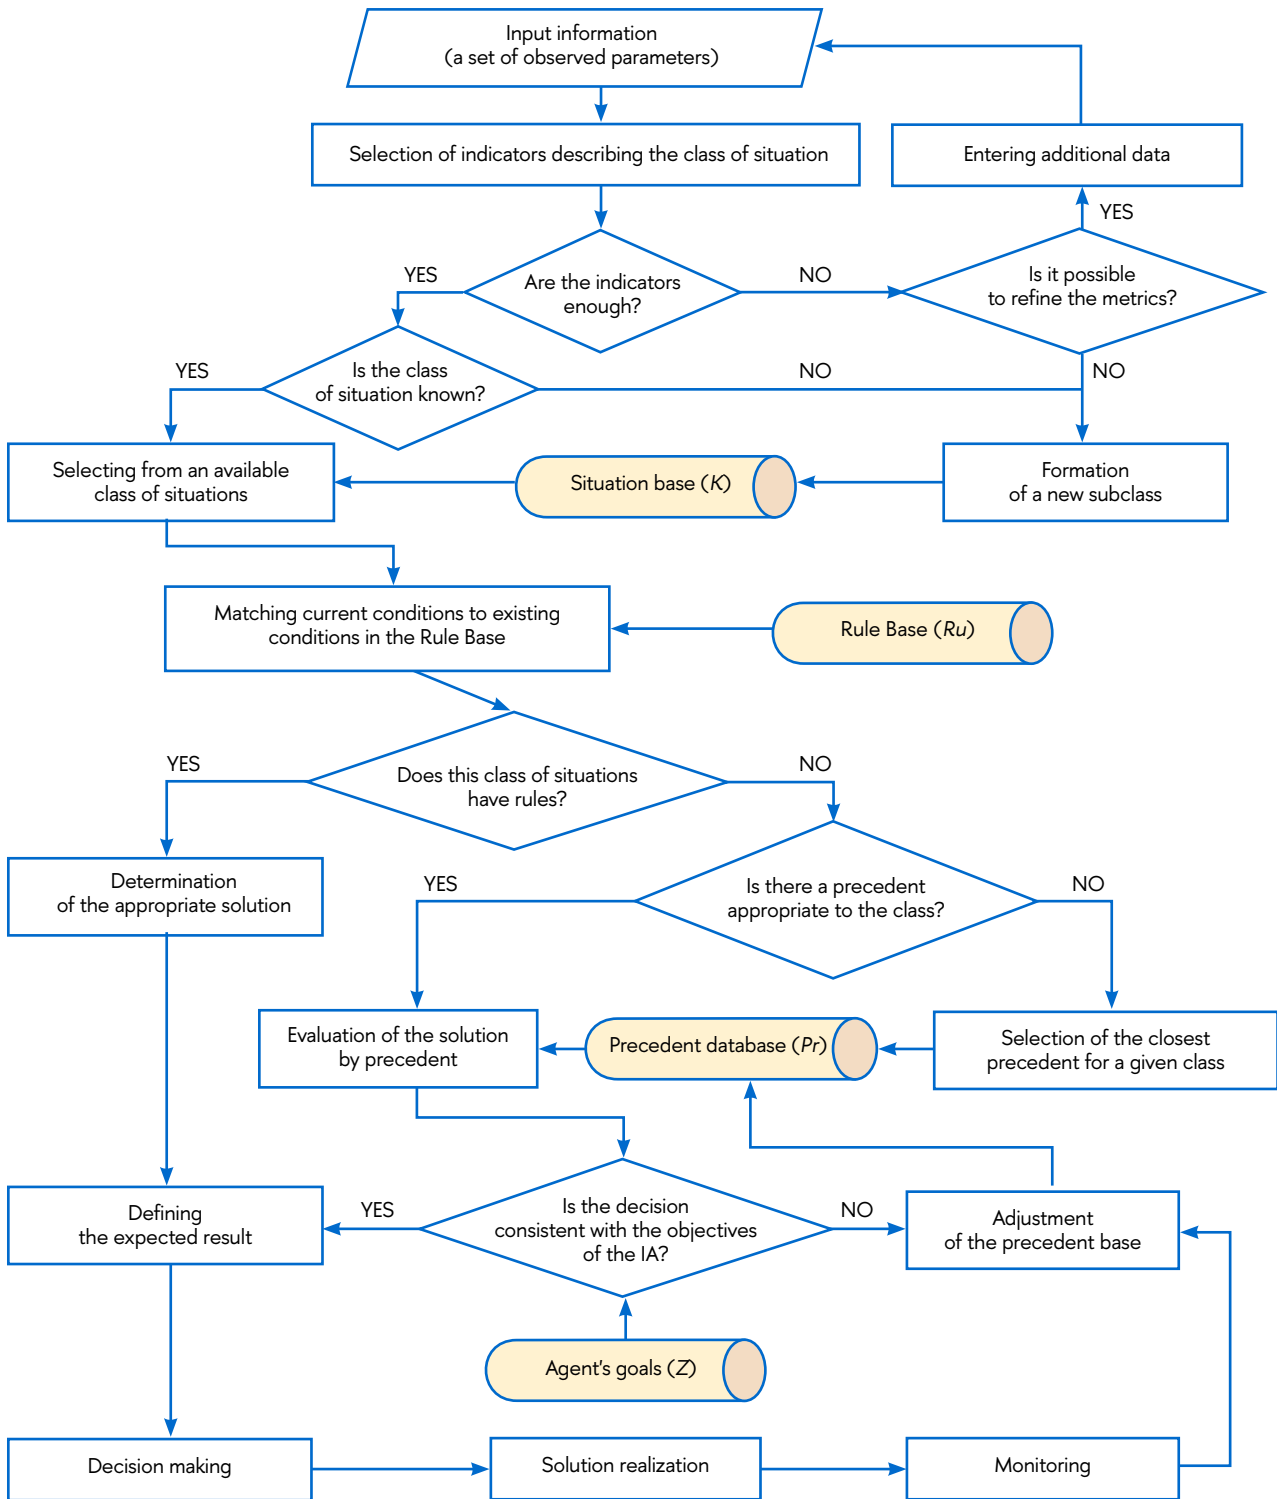 Input information
(a set of observed parameters)
Selection of indicators describing the class of situation
Entering additional data
YES
Are the indicators
enough?
YES
NO
Is it possible
to refine the metrics?
Is the class
of situation known?
YES
NO
NO
Selecting from an available
class of situations
Situation base (K)
Formation
of a new subclass
Matching current conditions to existing
conditions in the Rule Base
Rule Base (Ru)
Does this class of situations
have rules?
YES
NO
Determination
of the appropriate solution
Is there a precedent
appropriate to the class?
YES
NO
Evaluation of the solution
by precedent
Precedent database (Pr)
Selection of the closest
precedent for a given class
Defining
the expected result
YES
Is the decision
consistent with the objectives
of the IA?
NO
Adjustment
of the precedent base
Agent's goals (Z)
Decision making
Solution realization
Monitoring